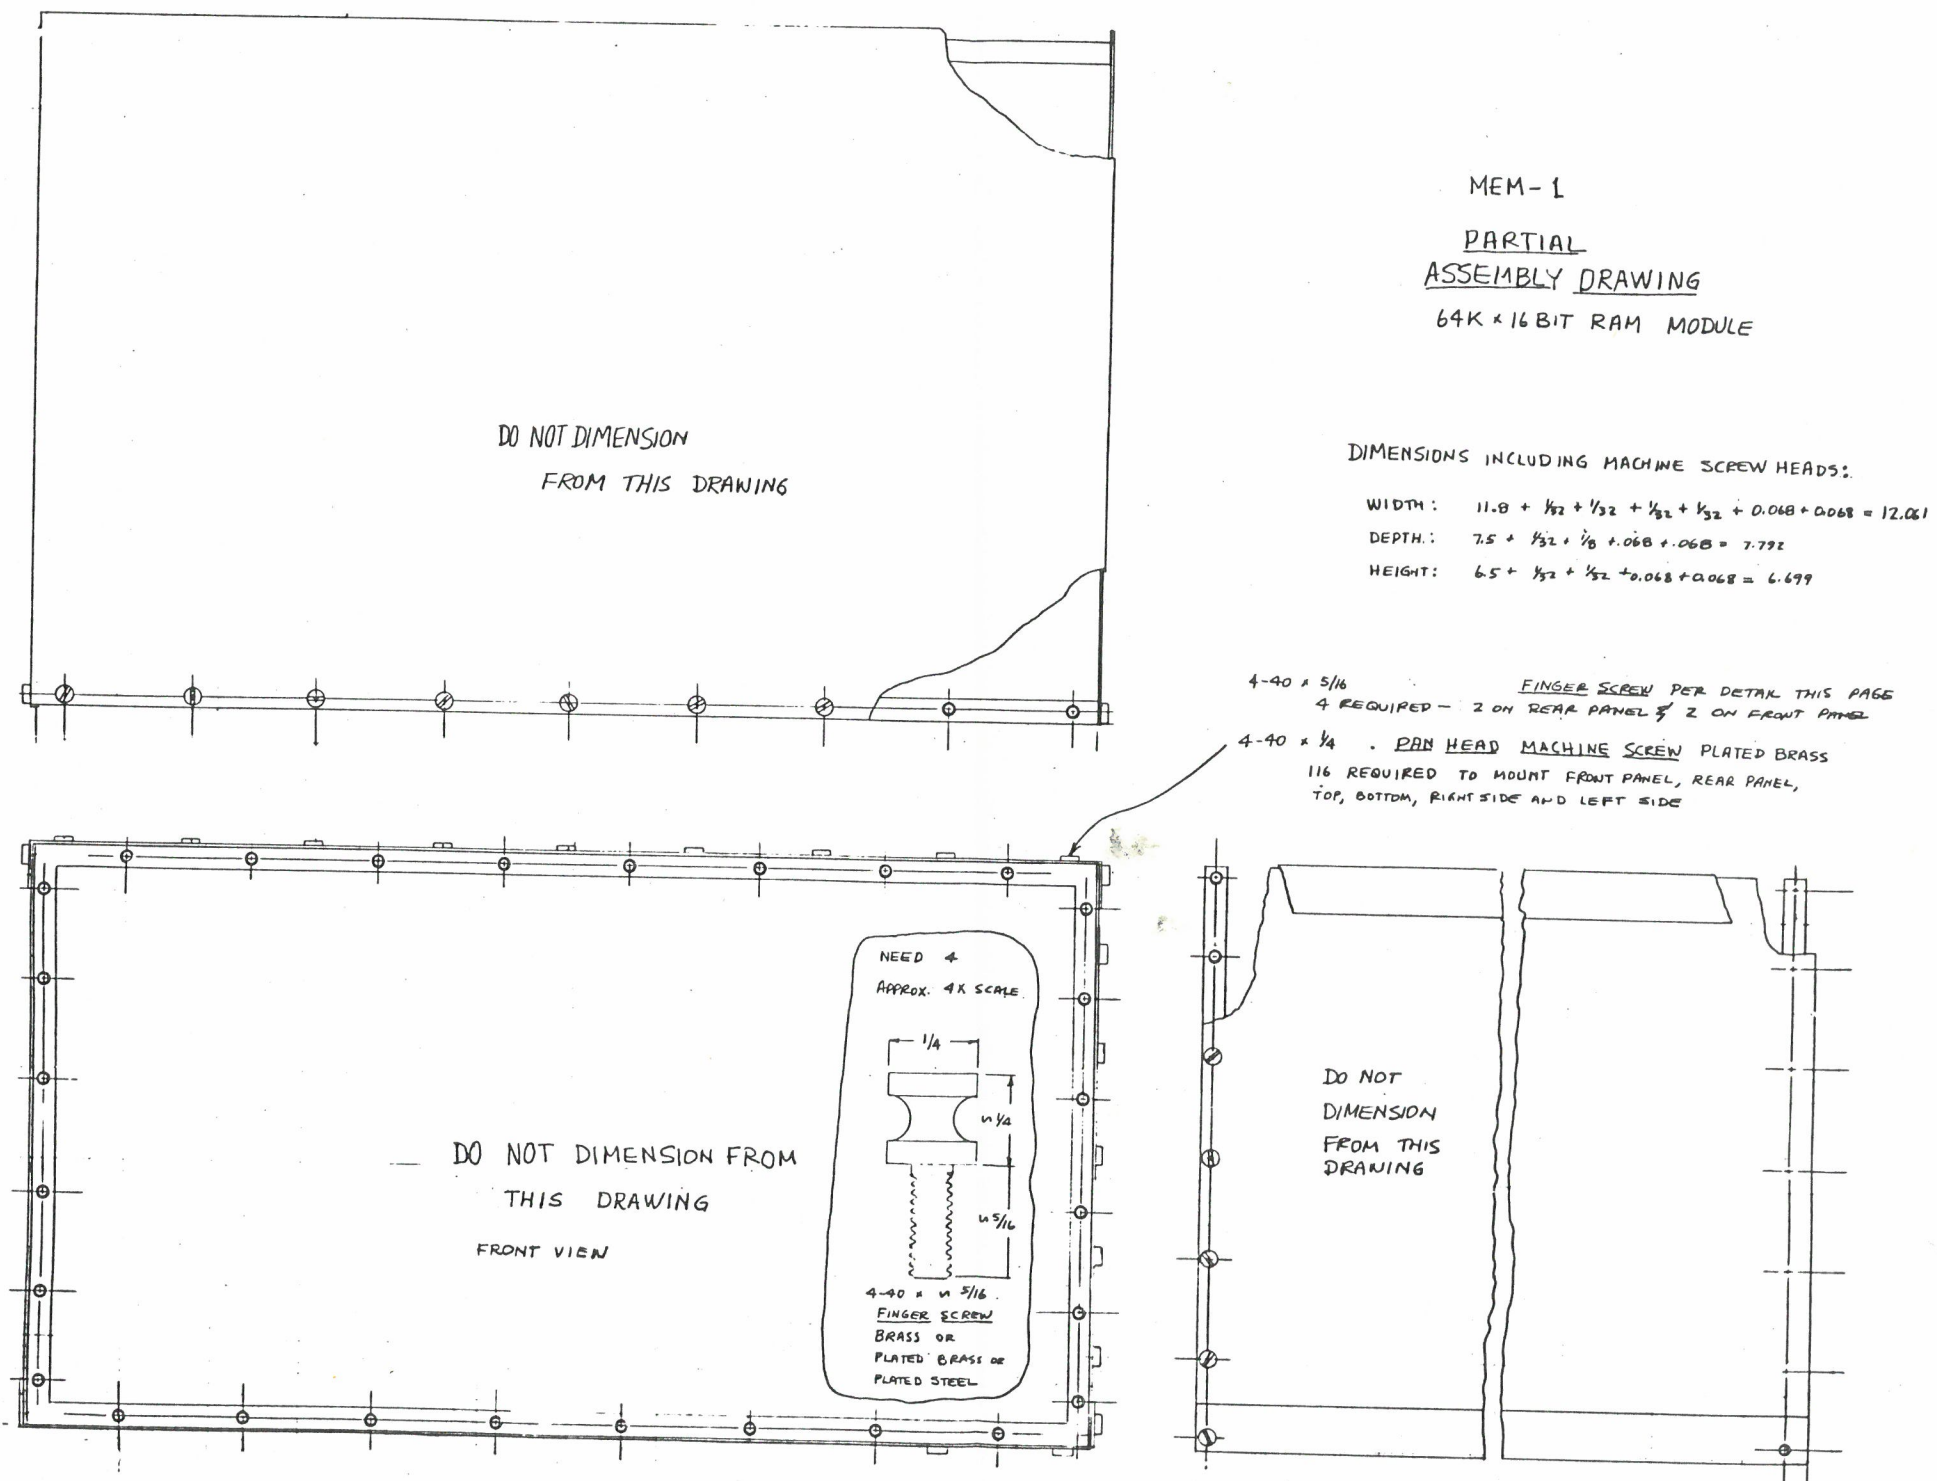 MEM-1
PARTIAL
ASSEMBLY DRAWING
64K x 16 BIT RAM MODULE
DO NOT DIMENSION
FROM THIS DRAWING
DIMENSIONS INCLUDING MACHINE SCREW HEADS:
WIDTH: 11.8 + 1/32 + 1/32 + 1/32 + 1/32 + 0.068 + 0.068 = 12.061
DEPTH: 7.5 + 1/32 + 1/8 + .068 + .068 = 7.792
HEIGHT: 6.5 + 1/32 + 1/32 + 0.068 + 0.068 = 6.699
4-40 x 5/16 FINGER SCREW PER DETAIL THIS PAGE
4 REQUIRED - 2 ON REAR PANEL & 2 ON FRONT PANEL
4-40 x 1/4 . PAN HEAD MACHINE SCREW PLATED BRASS
116 REQUIRED TO MOUNT FRONT PANEL, REAR PANEL,
TOP, BOTTOM, RIGHT SIDE AND LEFT SIDE
NEED 4
APPROX. 4X SCALE
1/4
~ 1/4
~ 5/16
4-40 x ~ 5/16
FINGER SCREW
BRASS OR
PLATED BRASS OR
PLATED STEEL
DO NOT DIMENSION FROM
THIS DRAWING
FRONT VIEW
DO NOT
DIMENSION
FROM THIS
DRAWING